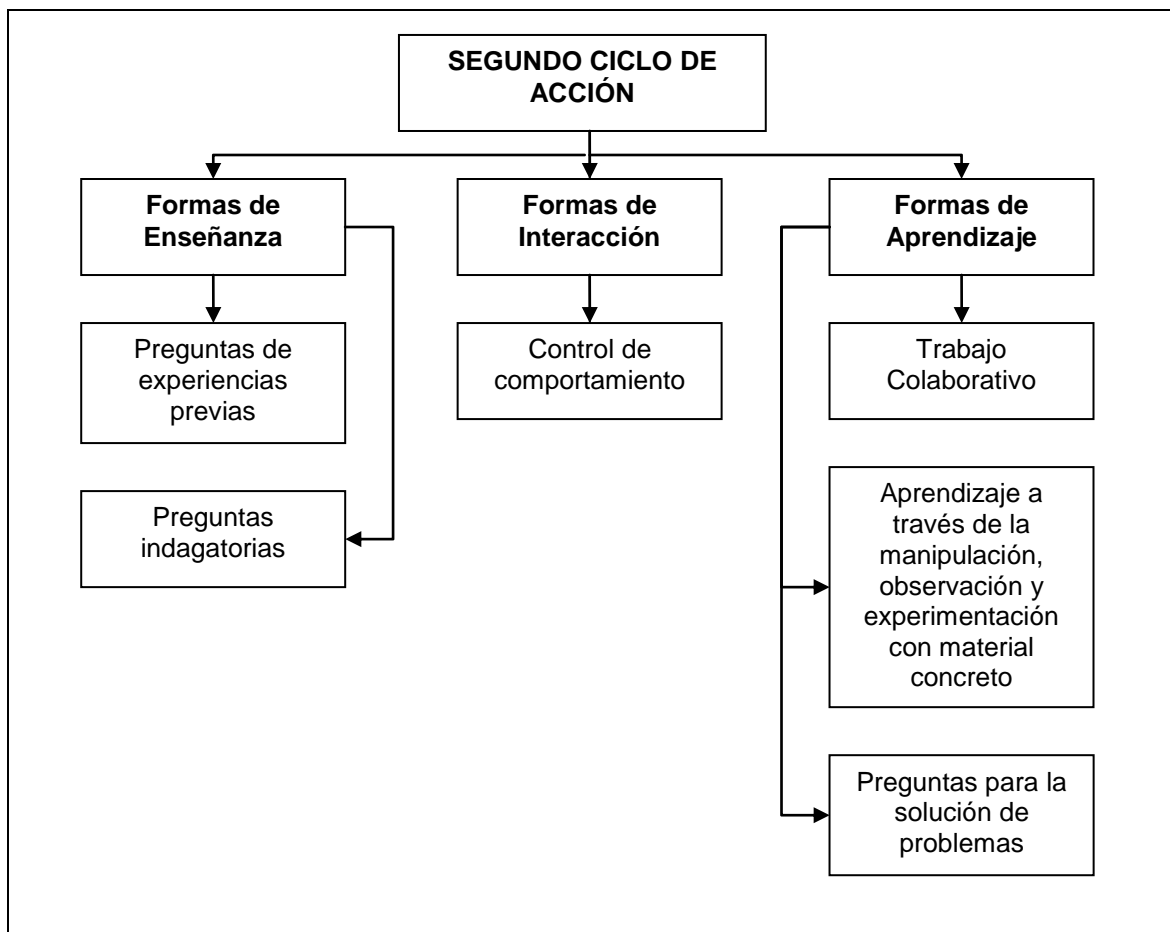 SEGUNDO CICLO DE
ACCIÓN
Formas de
Enseñanza
Formas de
Interacción
Formas de
Aprendizaje
Preguntas de
experiencias
previas
Control de
comportamiento
Trabajo
Colaborativo
Preguntas
indagatorias
Aprendizaje a
través de la
manipulación,
observación y
experimentación
con material
concreto
Preguntas para la
solución de
problemas